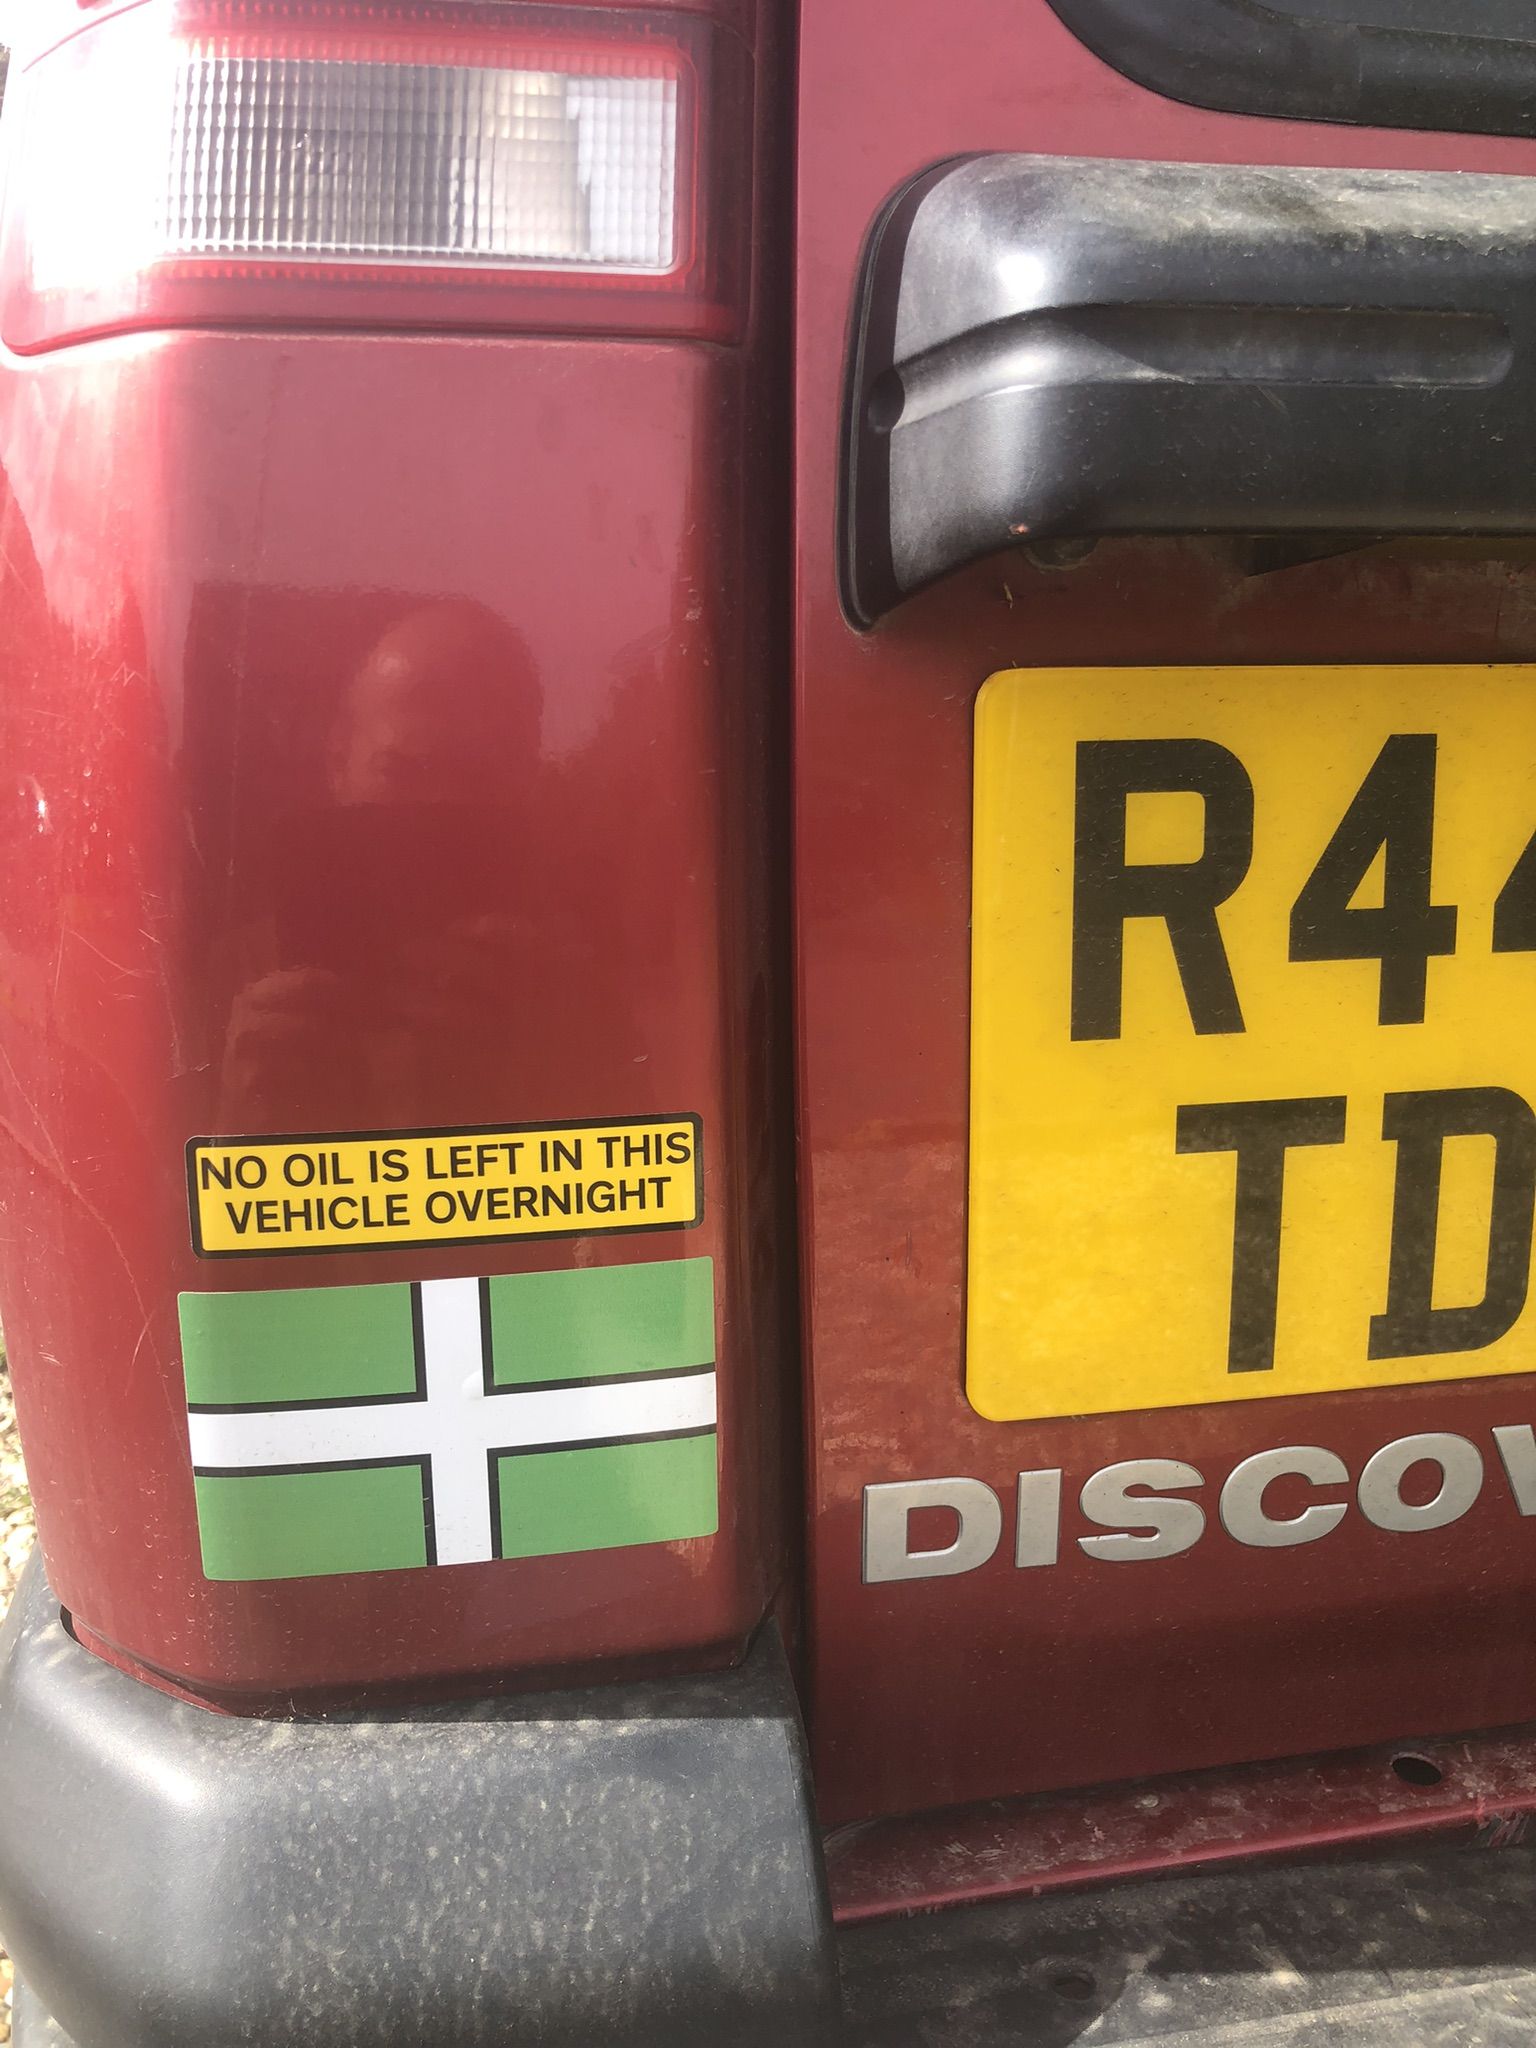 R44
TD
NO OIL IS LEFT IN THIS
VEHICLE OVERNIGHT
DISCOV